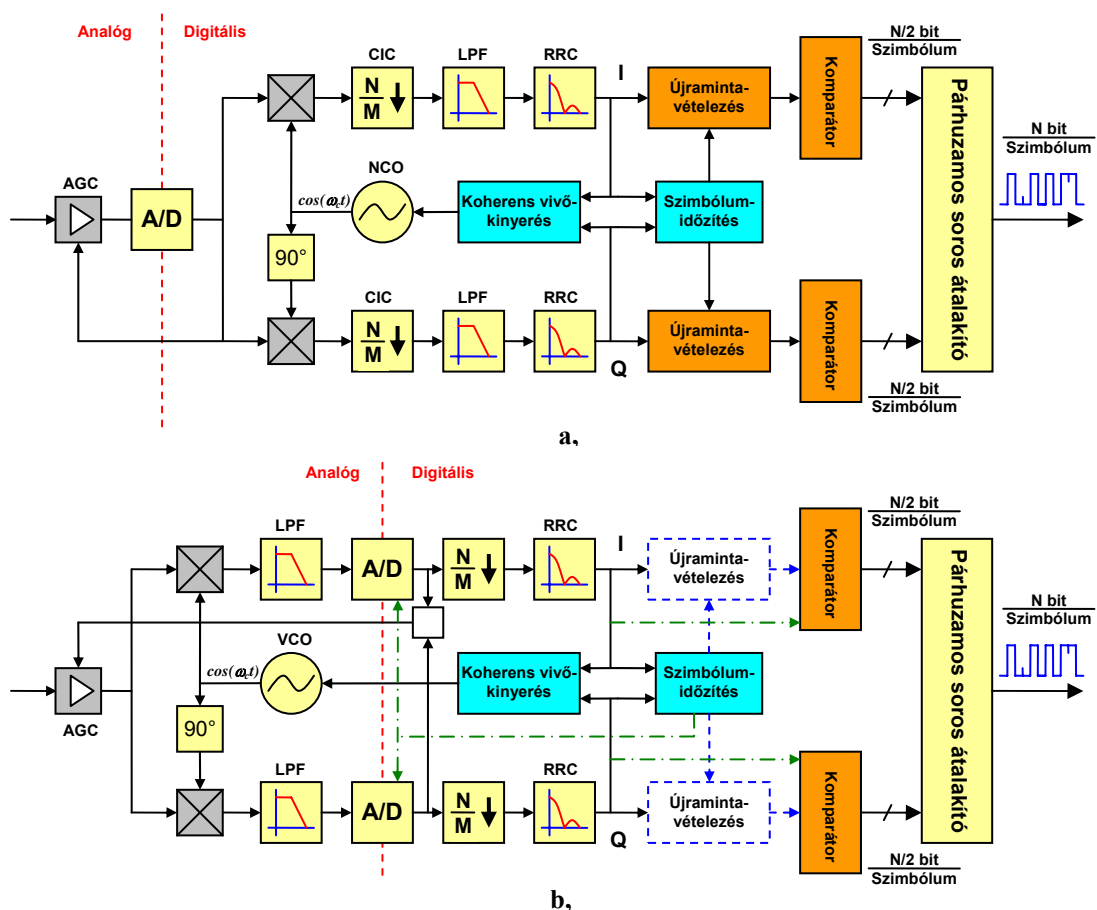 Analóg
Digitális
CIC
LPF
RRC
I
N/2 bit
Szimbólum
N
M
Újraminta-
vételezés
Komparátor
Párhuzamos soros átalakító
N bit
Szimbólum
AGC
A/D
cos(ω꜀t)
NCO
Koherens vivő-
kinyerés
Szimbólum-
időzítés
90°
CIC
LPF
RRC
N
M
Q
Újraminta-
vételezés
Komparátor
N/2 bit
Szimbólum
a,
Analóg
Digitális
LPF
A/D
N
M
RRC
I
Újraminta-
vételezés
Komparátor
N/2 bit
Szimbólum
Párhuzamos soros átalakító
N bit
Szimbólum
AGC
cos(ω꜀t)
VCO
Koherens vivő-
kinyerés
Szimbólum-
időzítés
90°
LPF
A/D
N
M
RRC
Q
Újraminta-
vételezés
Komparátor
N/2 bit
Szimbólum
b,